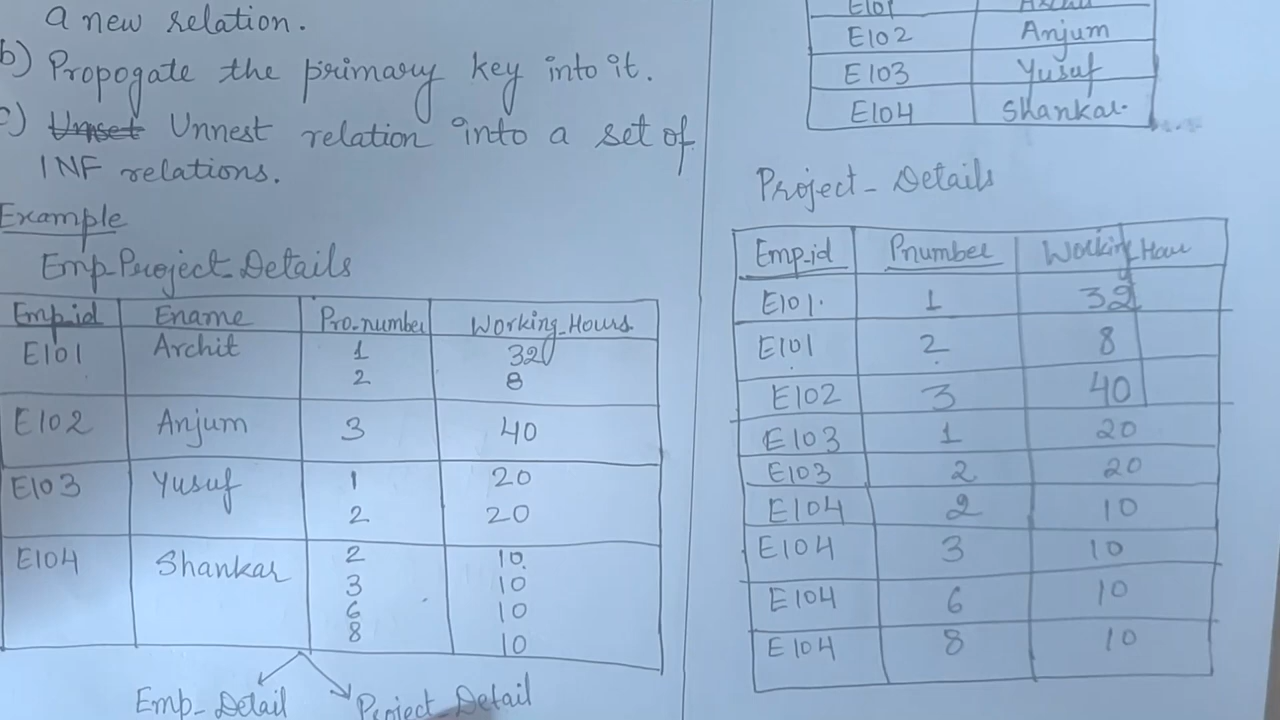 a new relation.
b) Propogate the primary key into it.
c) Unset Unnest relation into a set of
INF relations.
Example
Emp-Project-Details
Emp-id Ename Pro.number Working-Hours
E101 Archit 1 32
2 8
E102 Anjum 3 40
E103 Yusuf 1 20
2 20
E104 Shankar 2 10
3 10
6 10
8 10
Emp-Detail Project-Detail
E101
E102 Anjum
E103 Yusuf
E104 Shankar
Project-Details
Emp-id Pnumber Working Hour
E101 1 32
E101 2 8
E102 3 40
E103 1 20
E103 2 20
E104 2 10
E104 3 10
E104 6 10
E104 8 10